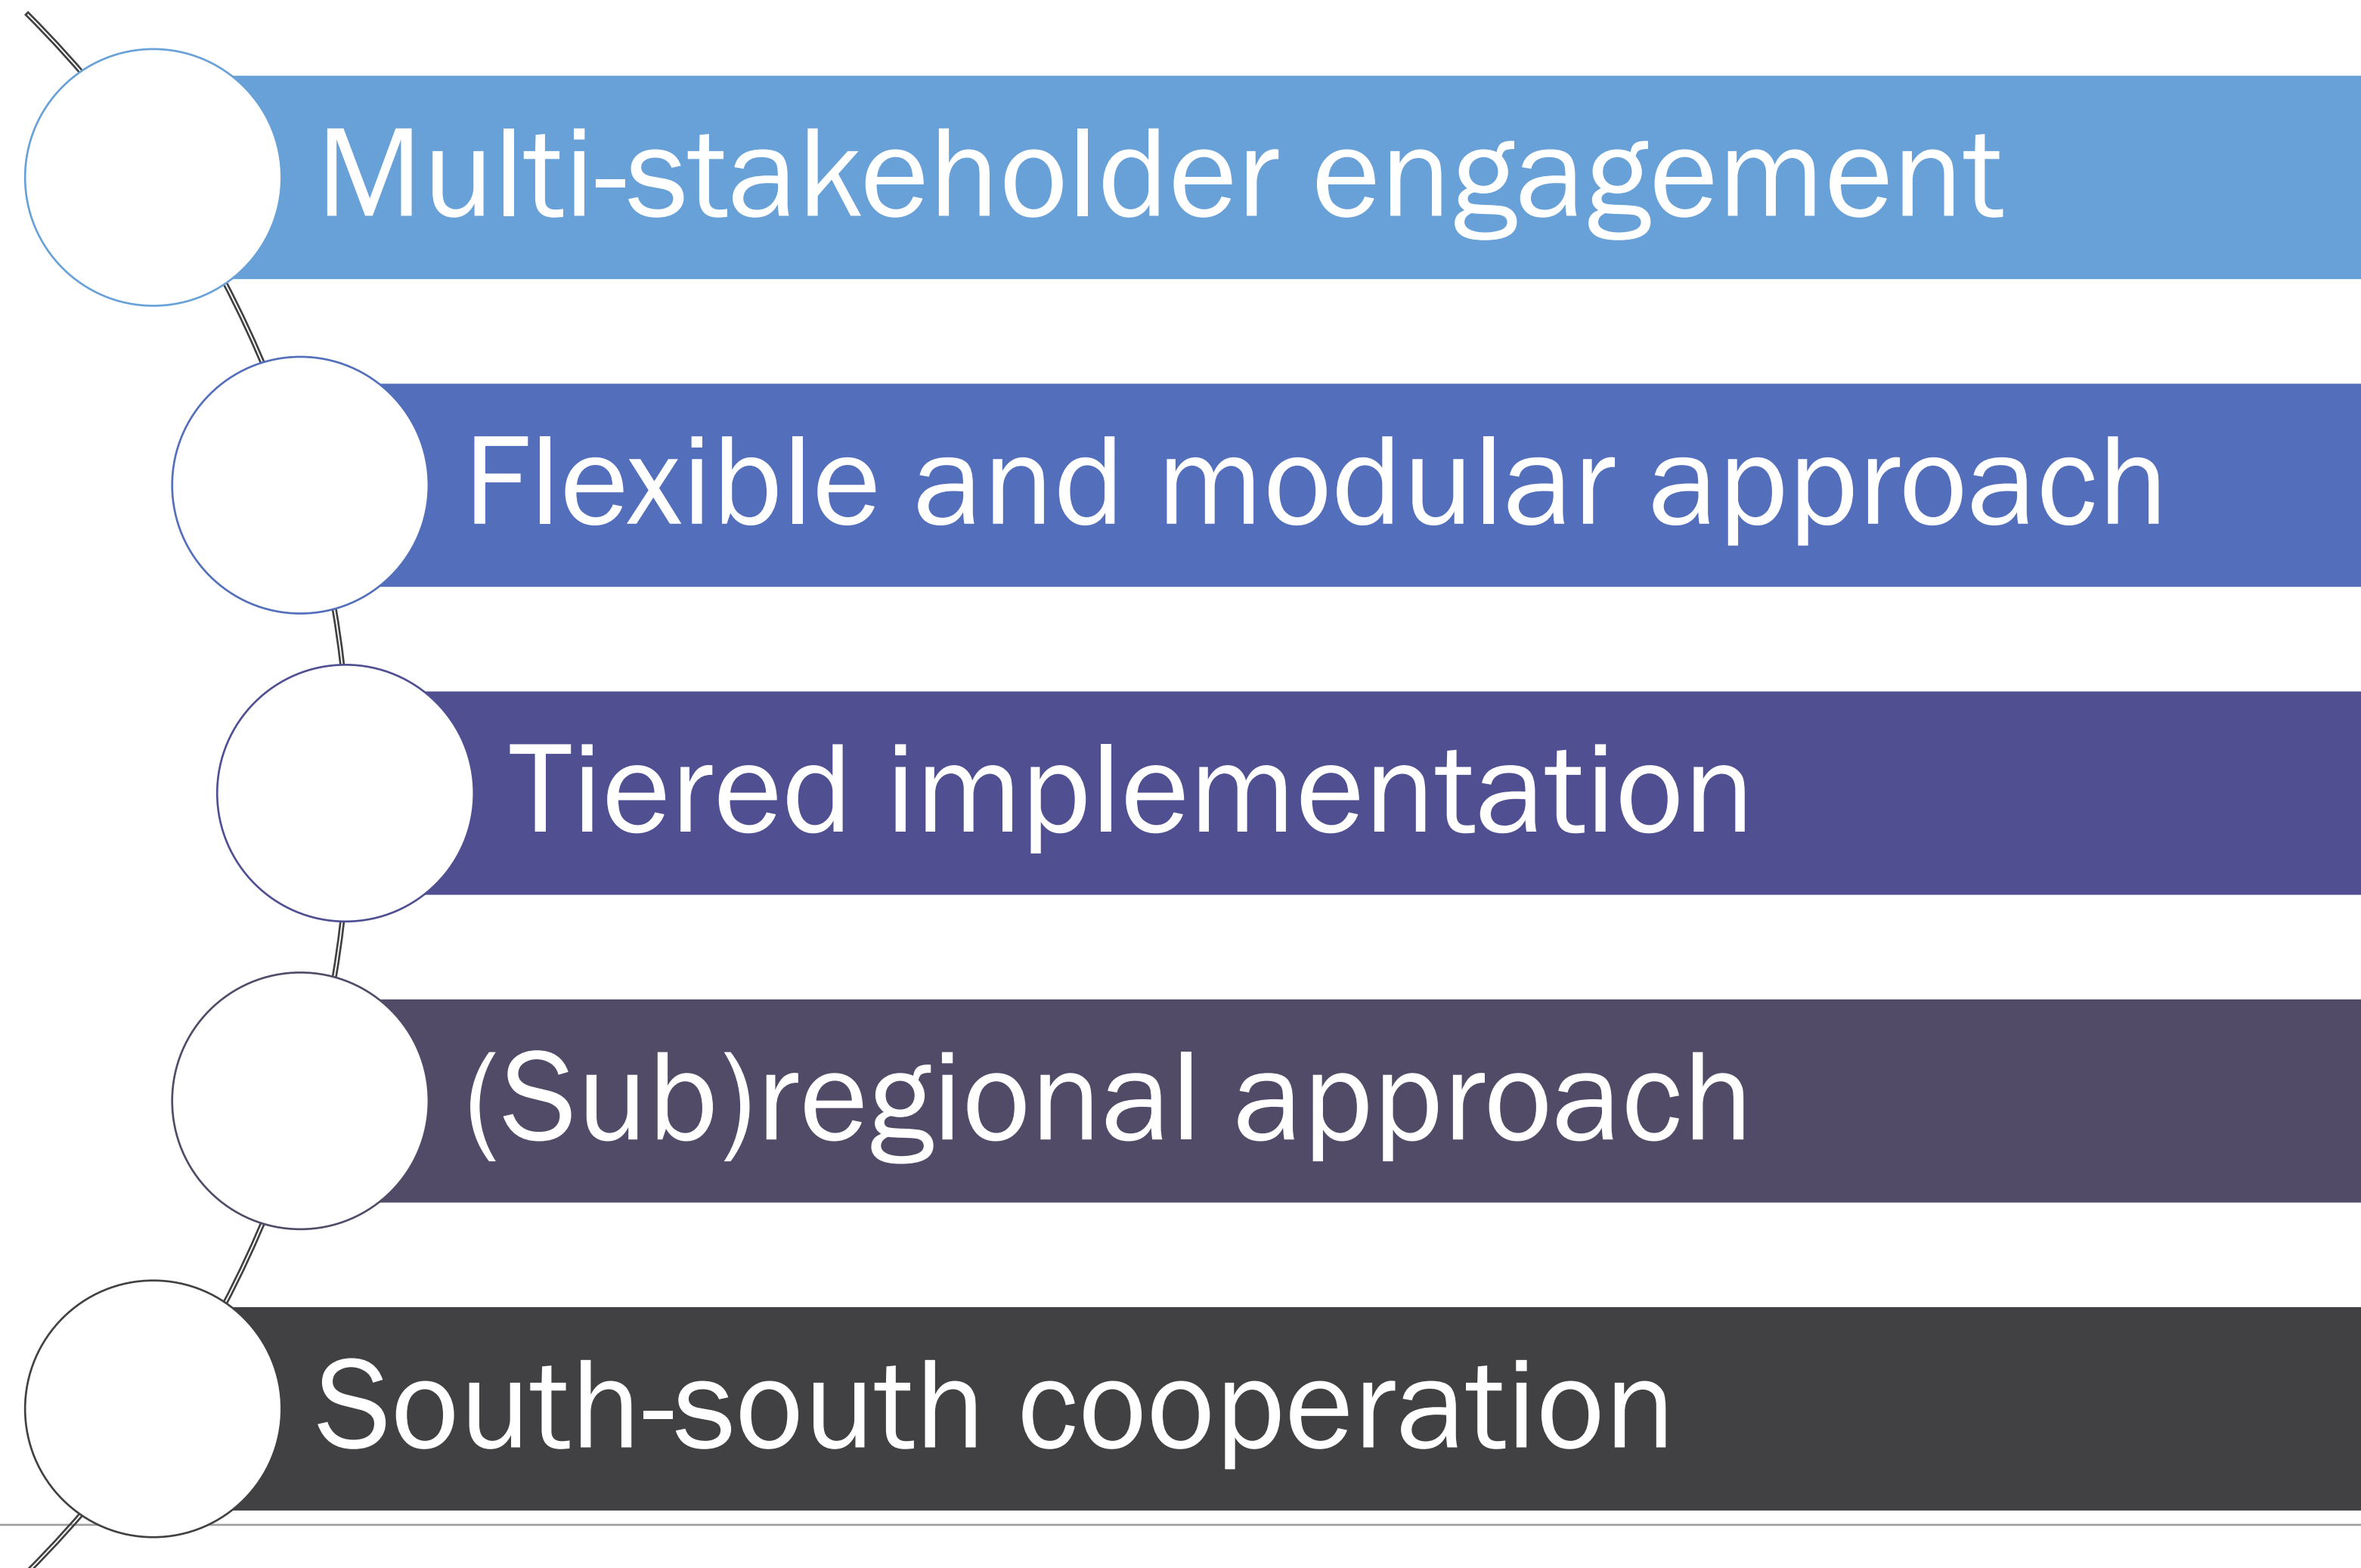 Multi-stakeholder engagement
Flexible and modular approach
Tiered implementation
(Sub)regional approach
South-south cooperation